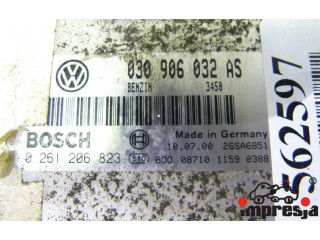 030 906 032 AS
BENZIN 3450
BOSCH
Made in Germany
10.07.00 26SA6851
0 261 206 823
BOO 08710 1159 0388
562597
impresja